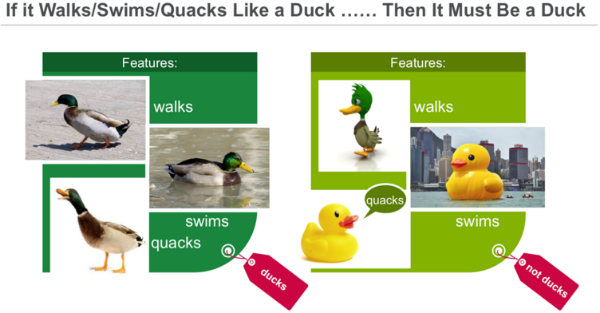 If it Walks/Swims/Quacks Like a Duck …… Then It Must Be a Duck
Features:
walks
swims
quacks
ducks
Features:
walks
quacks
swims
not ducks